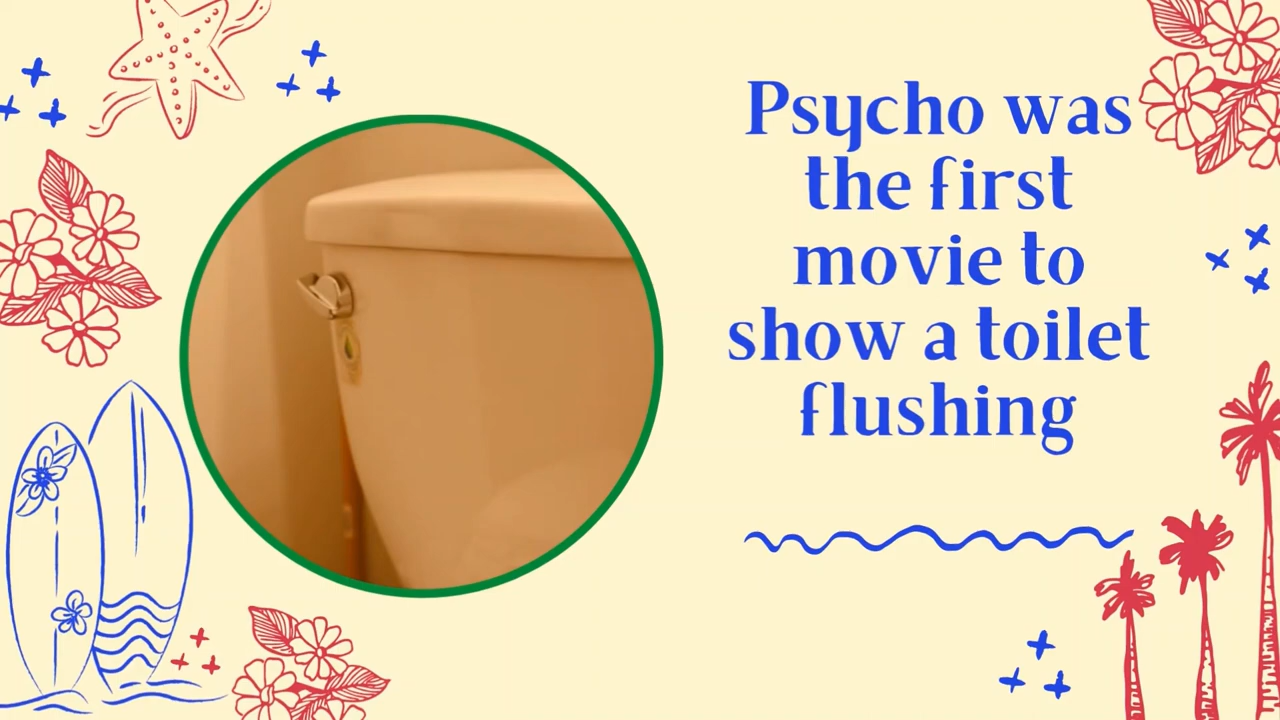 Psycho was
the first
movie to
show a toilet
flushing